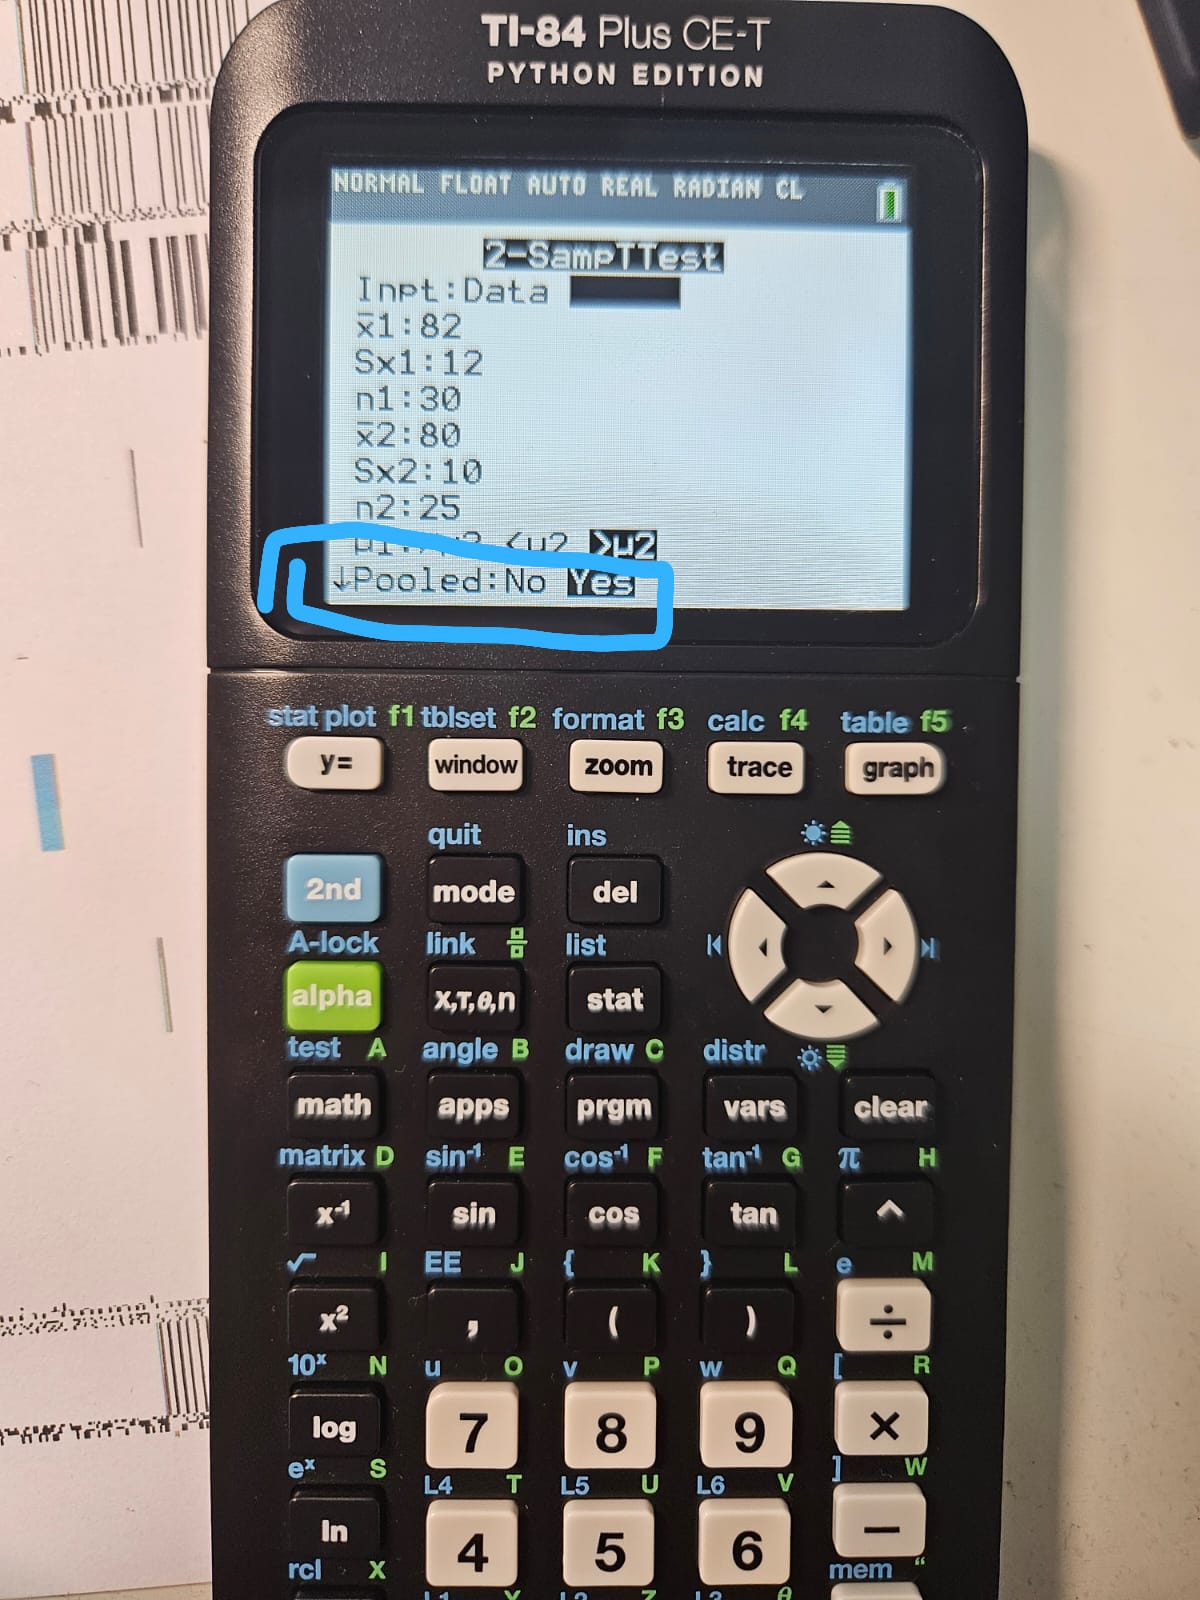 TI-84 Plus CE-T
PYTHON EDITION
NORMAL FLOAT AUTO REAL RADIAN CL
2-SampTTest
Inpt:Data
x̄1:82
Sx1:12
n1:30
x̄2:80
Sx2:10
n2:25
<μ2 >μ2
↓Pooled:No Yes
stat plot f1 tblset f2 format f3 calc f4 table f5
y= window zoom trace graph
quit ins
2nd mode del
A-lock link list
alpha X,T,θ,n stat
test A angle B draw C distr
math apps prgm vars clear
matrix D sin⁻¹ E cos⁻¹ F tan⁻¹ G π H
x⁻¹ sin cos tan ^
√ I EE J { K } L e M
x² , ( ) ÷
10ˣ N u O v P w Q [ R
log 7 8 9 ×
eˣ S L4 T L5 U L6 V ] W
ln 4 5 6 −
rcl X mem "